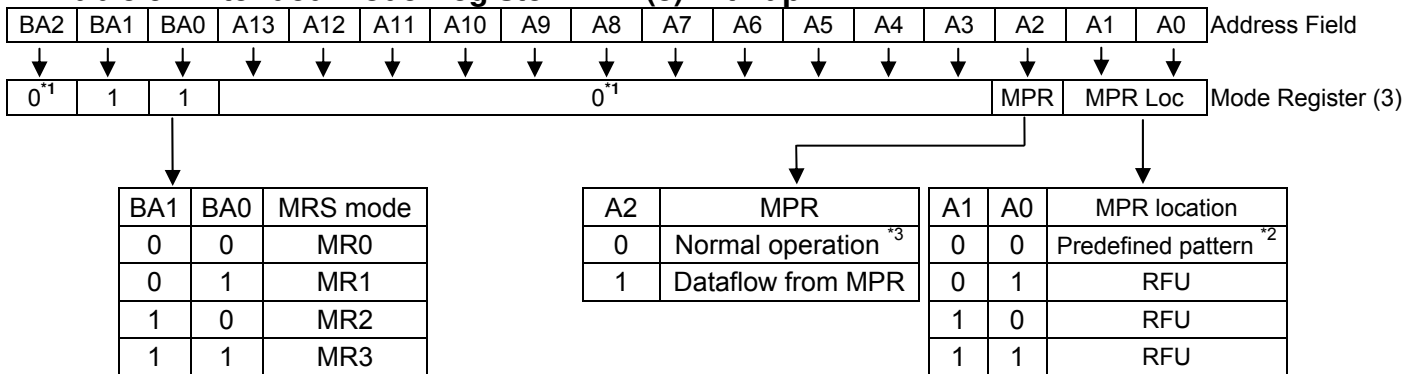 BA2 BA1 BA0 A13 A12 A11 A10 A9 A8 A7 A6 A5 A4 A3 A2 A1 A0 Address Field
0*1 1 1 0*1 MPR MPR Loc Mode Register (3)
BA1 BA0 MRS mode
0 0 MR0
0 1 MR1
1 0 MR2
1 1 MR3
A2 MPR
0 Normal operation *3
1 Dataflow from MPR
A1 A0 MPR location
0 0 Predefined pattern *2
0 1 RFU
1 0 RFU
1 1 RFU